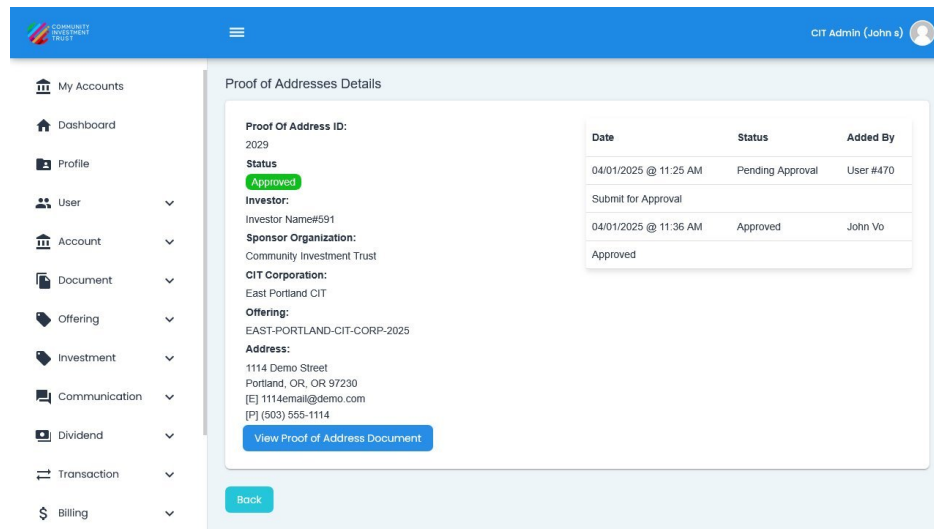 COMMUNITY
INVESTMENT
TRUST
CIT Admin (John s)
My Accounts
Dashboard
Profile
User
Account
Document
Offering
Investment
Communication
Dividend
Transaction
Billing
Proof of Addresses Details
Proof Of Address ID:
2029
Status
Approved
Investor:
Investor Name#591
Sponsor Organization:
Community Investment Trust
CIT Corporation:
East Portland CIT
Offering:
EAST-PORTLAND-CIT-CORP-2025
Address:
1114 Demo Street
Portland, OR, OR 97230
[E] 1114email@demo.com
[P] (503) 555-1114
View Proof of Address Document
Date Status Added By
04/01/2025 @ 11:25 AM Pending Approval User #470
Submit for Approval
04/01/2025 @ 11:36 AM Approved John Vo
Approved
Back